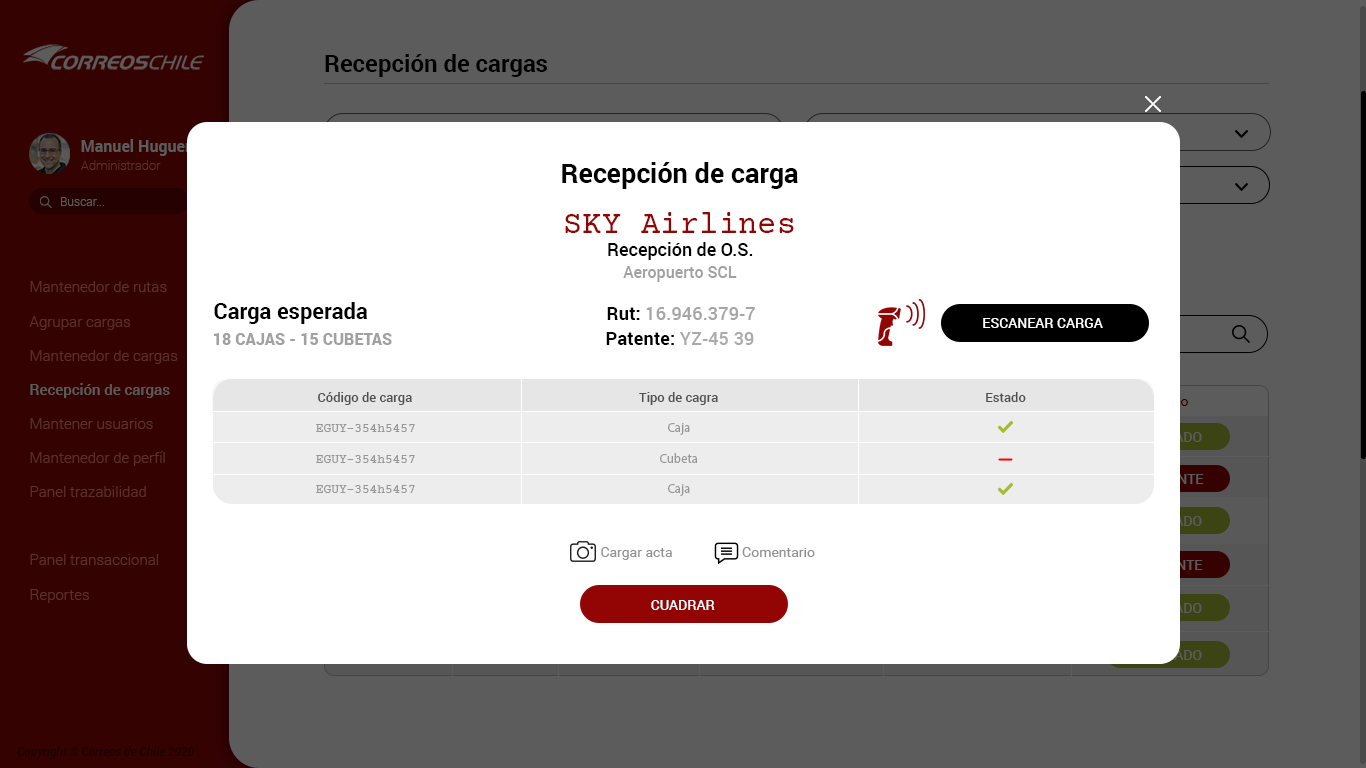 CORREOSCHILE
Recepción de cargas
Manuel Huguer
Administrador
Buscar...
Mantenedor de rutas
Agrupar cargas
Mantenedor de cargas
Recepción de cargas
Mantener usuarios
Mantenedor de perfíl
Panel trazabilidad
Panel transaccional
Reportes
Copyright © Correos de Chile 2020
Recepción de carga
SKY Airlines
Recepción de O.S.
Aeropuerto SCL
Carga esperada
18 CAJAS - 15 CUBETAS
Rut: 16.946.379-7
Patente: YZ-45 39
ESCANEAR CARGA
Código de carga Tipo de cagra Estado
EGUY-354h5457 Caja
EGUY-354h5457 Cubeta
EGUY-354h5457 Caja
Cargar acta Comentario
CUADRAR